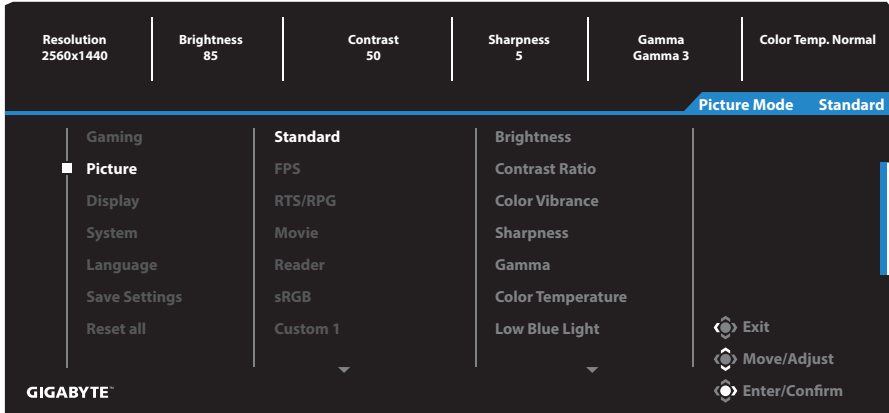 Resolution
2560x1440
Brightness
85
Contrast
50
Sharpness
5
Gamma
Gamma 3
Color Temp. Normal
Picture Mode Standard
Gaming
Picture
Display
System
Language
Save Settings
Reset all
Standard
FPS
RTS/RPG
Movie
Reader
sRGB
Custom 1
Brightness
Contrast Ratio
Color Vibrance
Sharpness
Gamma
Color Temperature
Low Blue Light
Exit
Move/Adjust
Enter/Confirm
GIGABYTE™